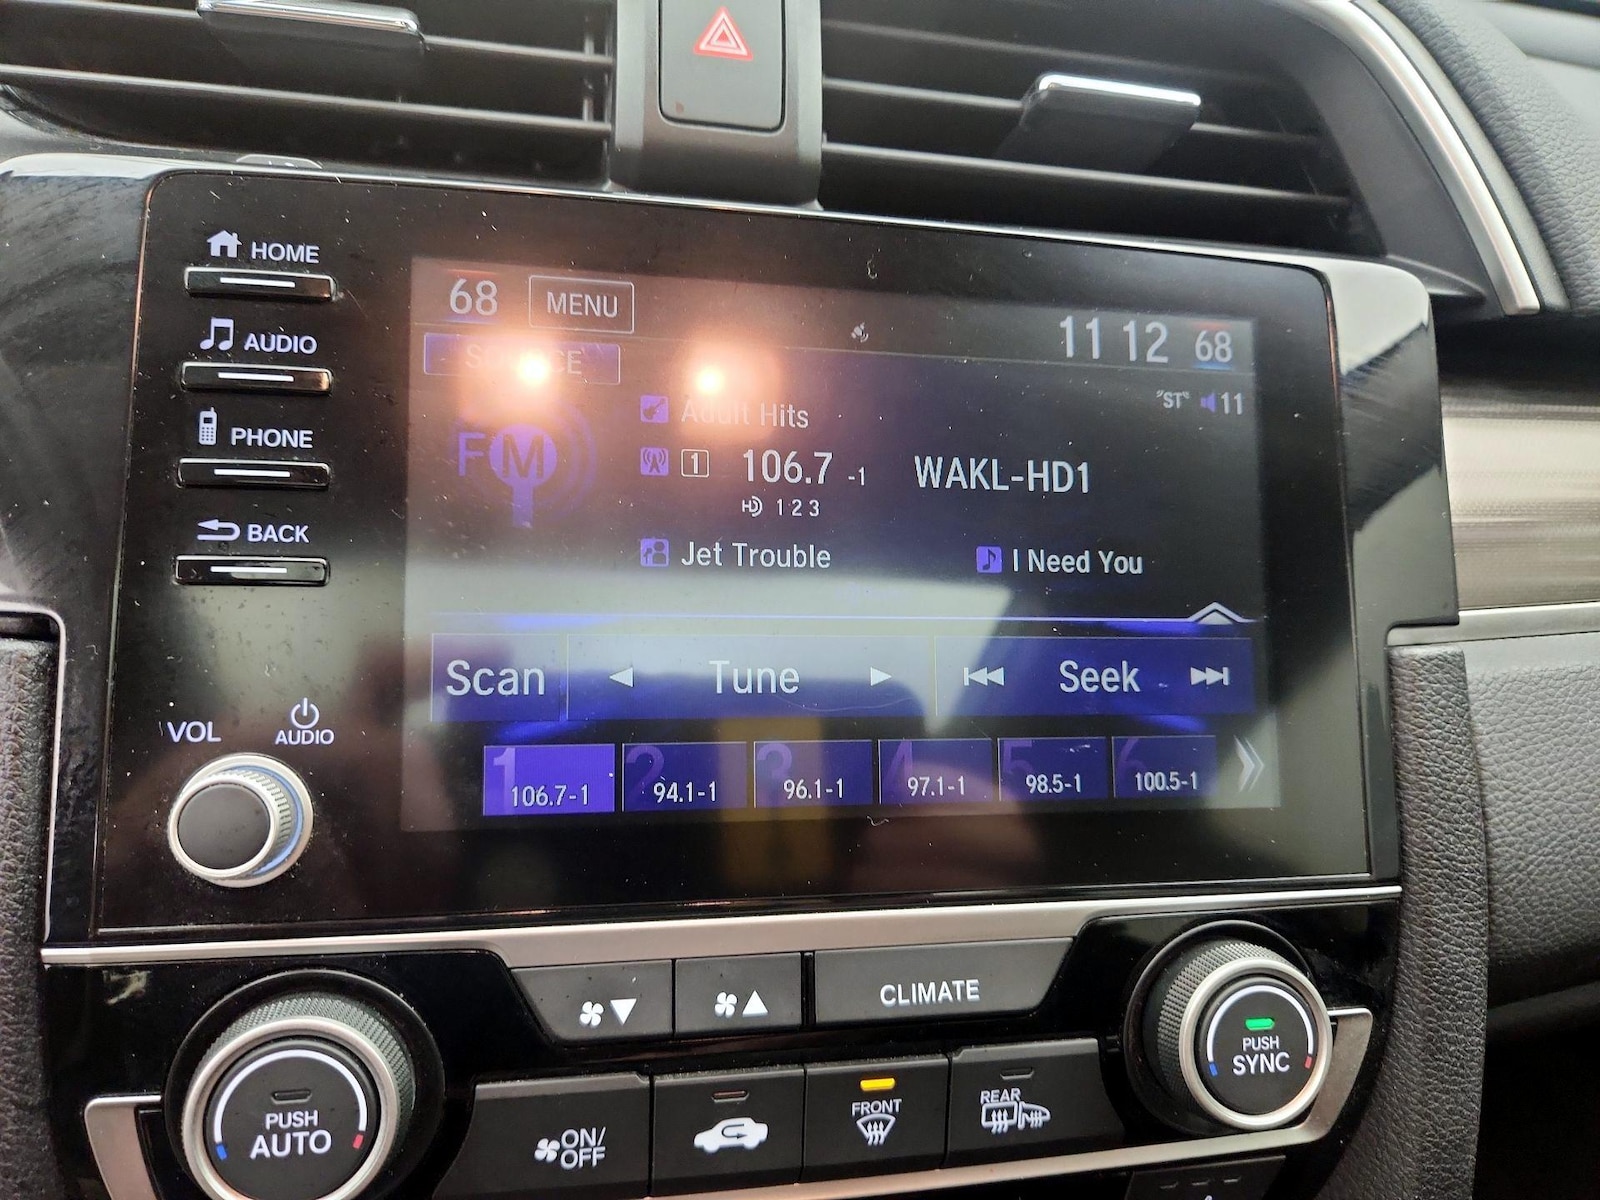 HOME
AUDIO
PHONE
BACK
VOL
AUDIO
68 MENU 11 12 68
SOURCE
"ST" 11
Adult Hits
FM
1 106.7 -1 WAKL-HD1
HD 1 2 3
Jet Trouble I Need You
Scan Tune Seek
1 2 3 4 5 6
106.7-1 94.1-1 96.1-1 97.1-1 98.5-1 100.5-1
CLIMATE
PUSH
AUTO
ON/
OFF
FRONT
REAR
PUSH
SYNC